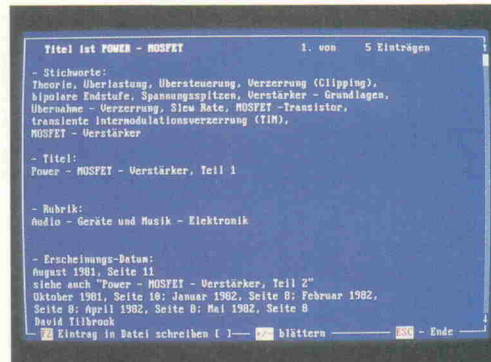 Titel ist POWER - MOSFET 1. von 5 Einträgen
- Stichworte:
Theorie, Überlastung, Übersteuerung, Verzerrung (Clipping),
bipolare Endstufe, Spannungsspitzen, Verstärker - Grundlagen,
Übernahme - Verzerrung, Slew Rate, MOSFET -Transistor,
transiente Intermodulationsverzerrung (TIM),
MOSFET - Verstärker
- Titel:
Power - MOSFET - Verstärker, Teil 1
- Rubrik:
Audio - Geräte und Musik - Elektronik
- Erscheinungs-Datum:
August 1981, Seite 11
siehe auch "Power - MOSFET - Verstärker, Teil 2"
Oktober 1981, Seite 10; Januar 1982, Seite 8; Februar 1982,
Seite 8; April 1982, Seite 8; Mai 1982, Seite 8
David Tilbrook
F2 Eintrag in Datei schreiben [ ] +/- blättern ESC - Ende